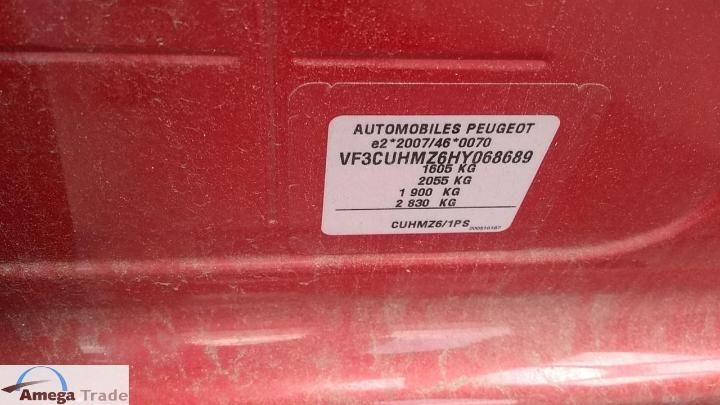 AUTOMOBILES PEUGEOT
e2*2007/46*0070
VF3CUHMZ6HY068689
1605 KG
2055 KG
1 900 KG
2 830 KG
CUHMZ6/1PS
Amega Trade